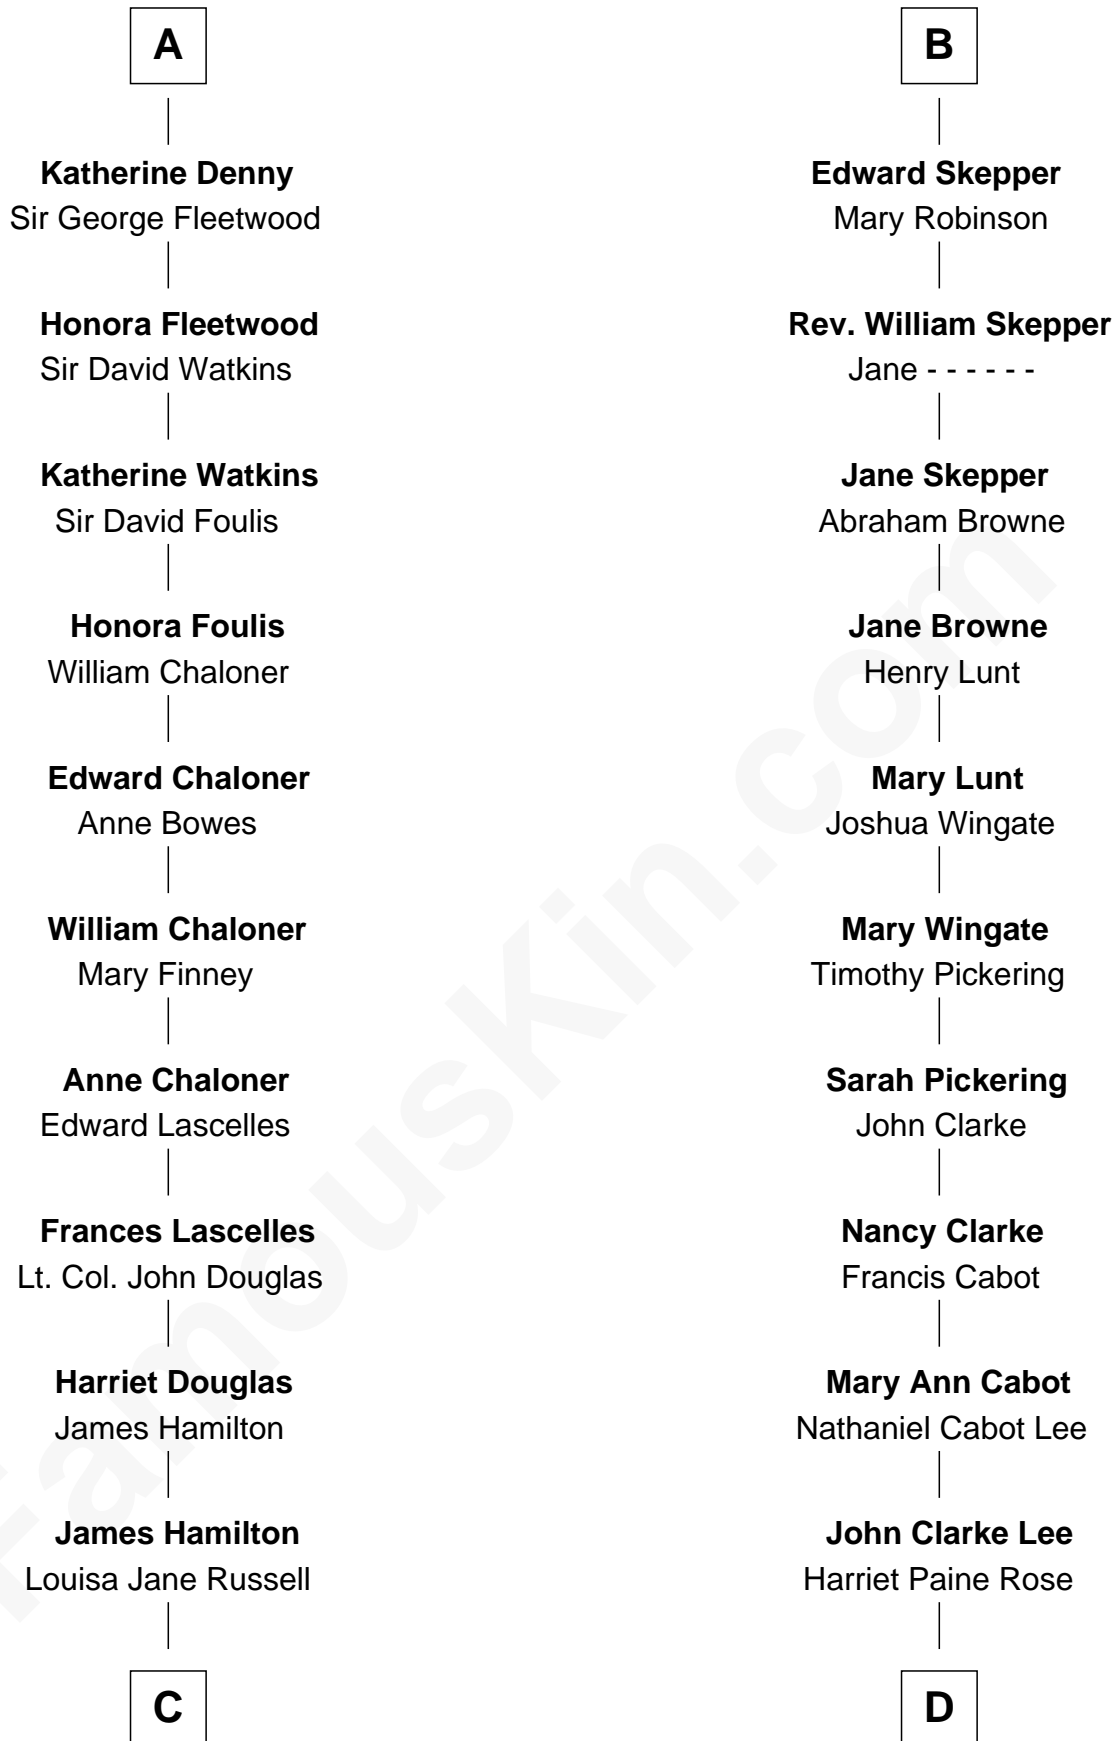 A
Katherine Denny
Sir George Fleetwood
Honora Fleetwood
Sir David Watkins
Katherine Watkins
Sir David Foulis
Honora Foulis
William Chaloner
Edward Chaloner
Anne Bowes
William Chaloner
Mary Finney
Anne Chaloner
Edward Lascelles
Frances Lascelles
Lt. Col. John Douglas
Harriet Douglas
James Hamilton
James Hamilton
Louisa Jane Russell
C
B
Edward Skepper
Mary Robinson
Rev. William Skepper
Jane - - - - - -
Jane Skepper
Abraham Browne
Jane Browne
Henry Lunt
Mary Lunt
Joshua Wingate
Mary Wingate
Timothy Pickering
Sarah Pickering
John Clarke
Nancy Clarke
Francis Cabot
Mary Ann Cabot
Nathaniel Cabot Lee
John Clarke Lee
Harriet Paine Rose
D
FamousKin.com